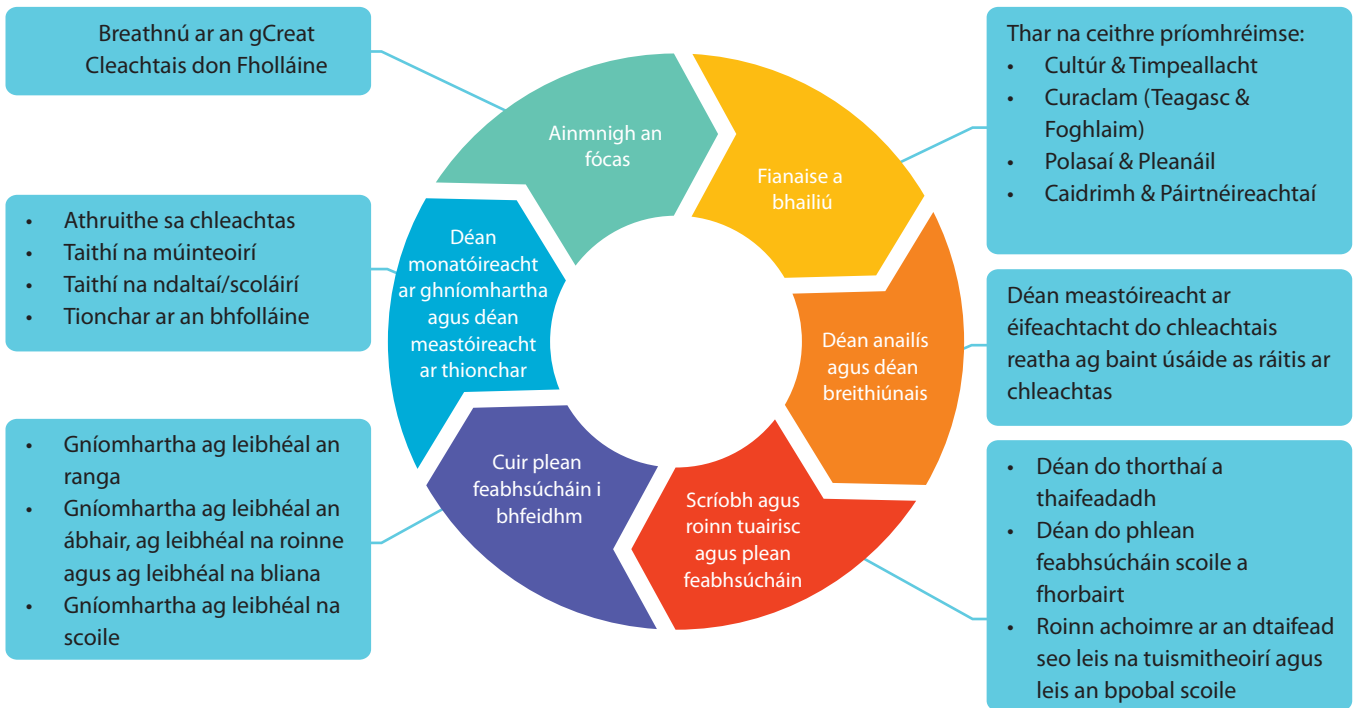 Breathnú ar an gCreat
Cleachtais don Fholláine
Ainmnigh an
fócas
Fianaise a
bhailiú
Thar na ceithre príomhréimse:
• Cultúr & Timpeallacht
• Curaclam (Teagasc &
Foghlaim)
• Polasaí & Pleanáil
• Caidrimh & Páirtnéireachtaí
Déan anailís
agus déan
breithiúnais
Déan meastóireacht ar
éifeachtacht do chleachtais
reatha ag baint úsáide as ráitis ar
chleachtas
Scríobh agus
roinn tuairisc
agus plean
feabhsúcháin
• Déan do thorthaí a
thaifeadadh
• Déan do phlean
feabhsúcháin scoile a
fhorbairt
• Roinn achoimre ar an dtaifead
seo leis na tuismitheoirí agus
leis an bpobal scoile
Cuir plean
feabhsúcháin i
bhfeidhm
• Gníomhartha ag leibhéal an
ranga
• Gníomhartha ag leibhéal an
ábhair, ag leibhéal na roinne
agus ag leibhéal na bliana
• Gníomhartha ag leibhéal na
scoile
Déan
monatóireacht
ar ghníomhartha
agus déan
meastóireacht
ar thionchar
• Athruithe sa chleachtas
• Taithí na múinteoirí
• Taithí na ndaltaí/scoláirí
• Tionchar ar an bhfolláine